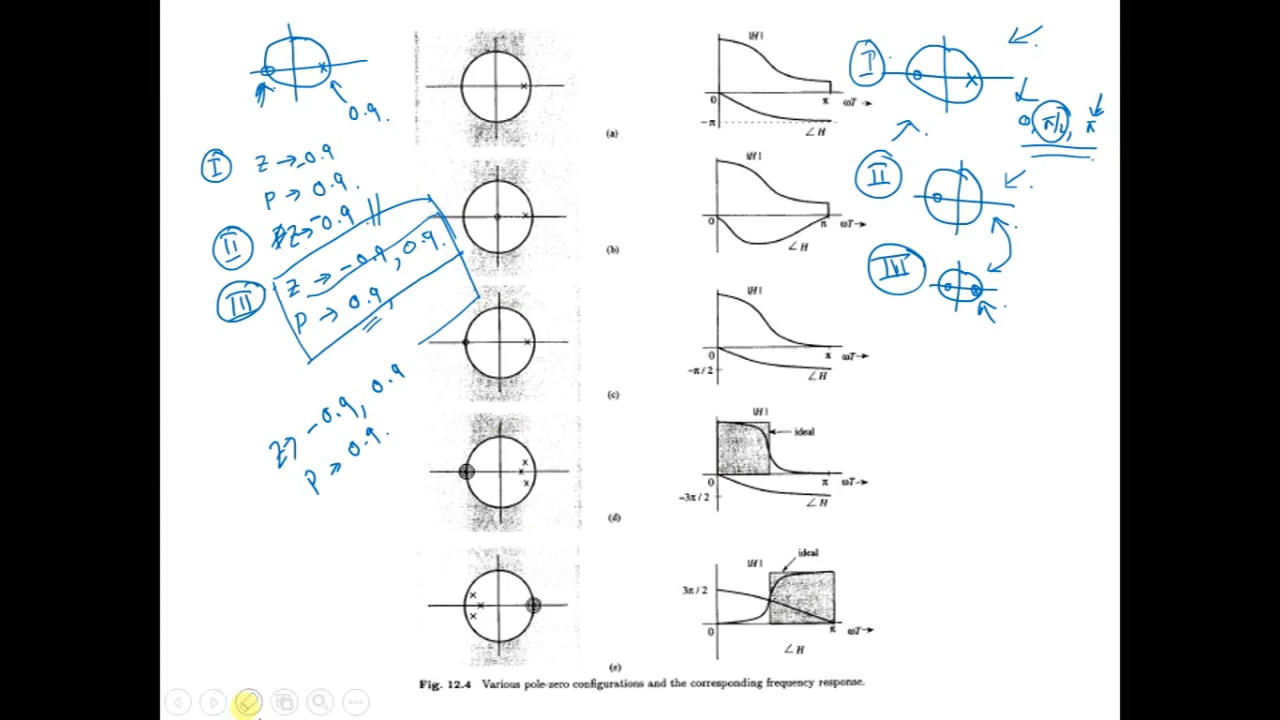 0.9.
I z → -0.9
P → 0.9.
II z → -0.9
III z → -0.9, 0.9.
P → 0.9,
z → -0.9, 0.9
P → 0.9.
|H|
0
π
ωT→
-π
∠H
(a)
|H|
0
π
ωT→
∠H
(b)
|H|
0
π
ωT→
-π/2
∠H
(c)
|H|
ideal
0
π
ωT→
-3π/2
∠H
(d)
ideal
|H|
3π/2
0
π
ωT→
∠H
(e)
I
0, π/2, π
II
III
Fig. 12.4 Various pole-zero configurations and the corresponding frequency response.